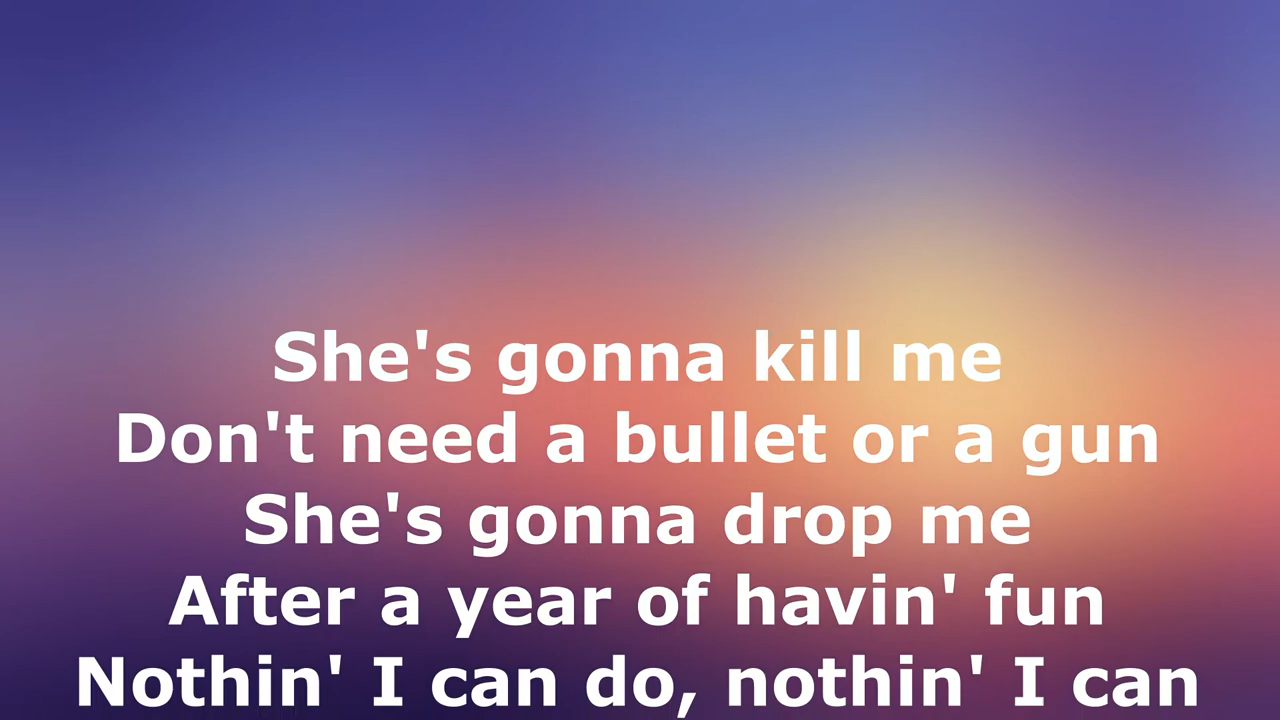 She's gonna kill me
Don't need a bullet or a gun
She's gonna drop me
After a year of havin' fun
Nothin' I can do, nothin' I can